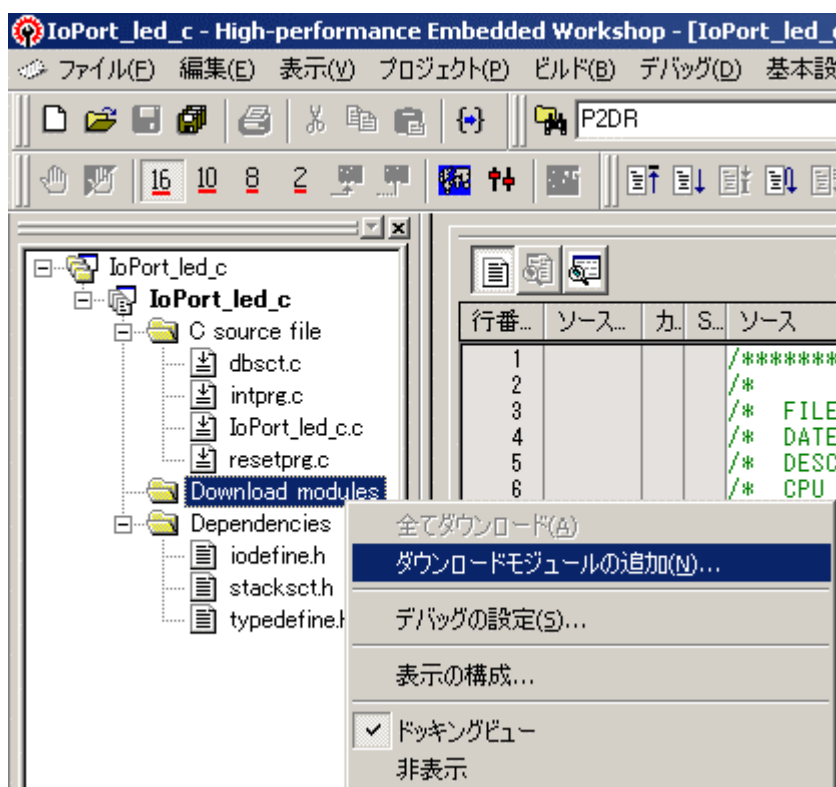 IoPort_led_c - High-performance Embedded Workshop - [IoPort_led_
ファイル(F) 編集(E) 表示(V) プロジェクト(P) ビルド(B) デバッグ(D) 基本設
P2DR
16 10 8 2
IoPort_led_c
IoPort_led_c
C source file
dbsct.c
intprg.c
IoPort_led_c.c
resetprg.c
Download modules
Dependencies
iodefine.h
stacksct.h
typedefine.h
行番... ソース... カ.. S... ソース
1 /*******
2 /*
3 /* FILE
4 /* DATE
5 /* DESC
6 /* CPU
全てダウンロード(A)
ダウンロードモジュールの追加(N)...
デバッグの設定(S)...
表示の構成...
ドッキングビュー
非表示